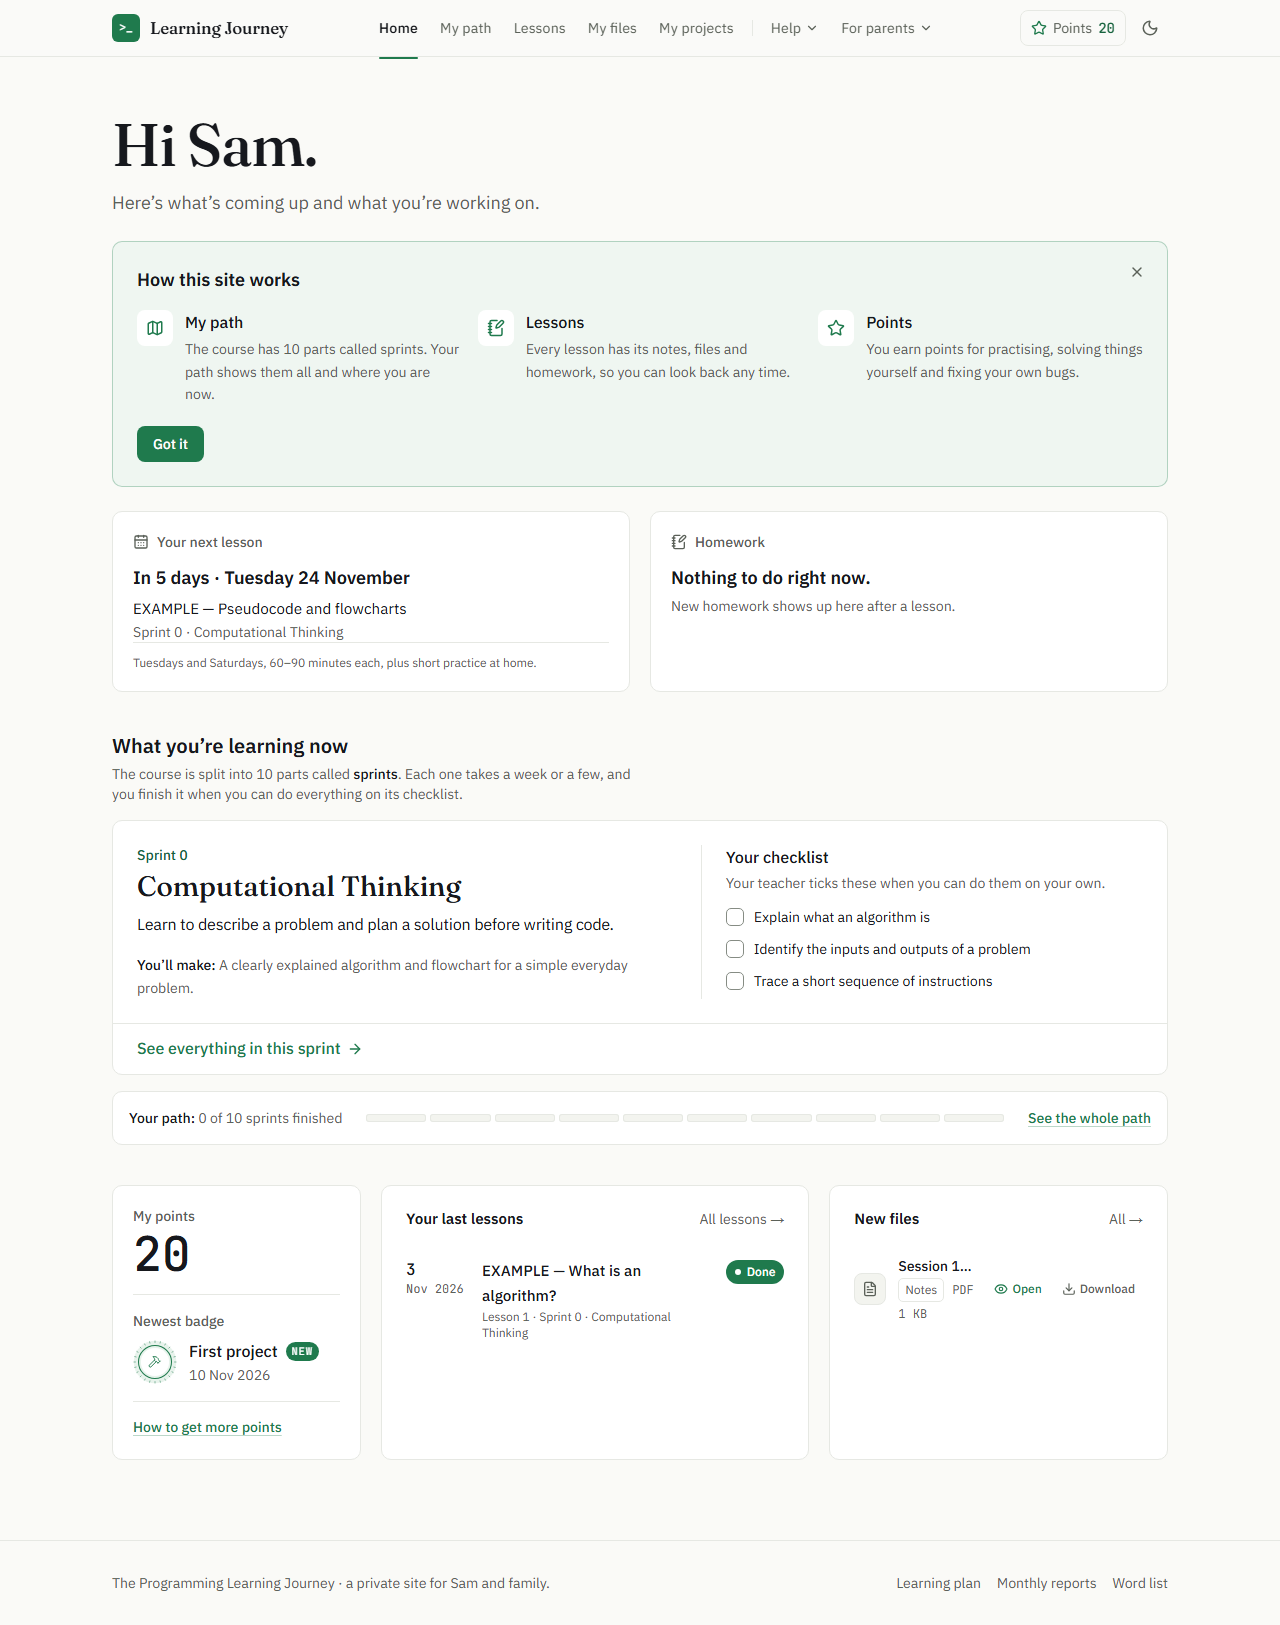 >_ Learning Journey
Home My path Lessons My files My projects Help For parents Points 20
Hi Sam.
Here’s what’s coming up and what you’re working on.
How this site works
My path
The course has 10 parts called sprints. Your
path shows them all and where you are
now.
Lessons
Every lesson has its notes, files and
homework, so you can look back any time.
Points
You earn points for practising, solving things
yourself and fixing your own bugs.
Got it
Your next lesson
In 5 days · Tuesday 24 November
EXAMPLE — Pseudocode and flowcharts
Sprint 0 · Computational Thinking
Tuesdays and Saturdays, 60–90 minutes each, plus short practice at home.
Homework
Nothing to do right now.
New homework shows up here after a lesson.
What you’re learning now
The course is split into 10 parts called sprints. Each one takes a week or a few, and
you finish it when you can do everything on its checklist.
Sprint 0
Computational Thinking
Learn to describe a problem and plan a solution before writing code.
You’ll make: A clearly explained algorithm and flowchart for a simple everyday
problem.
Your checklist
Your teacher ticks these when you can do them on your own.
Explain what an algorithm is
Identify the inputs and outputs of a problem
Trace a short sequence of instructions
See everything in this sprint →
Your path: 0 of 10 sprints finished
See the whole path
My points
20
Newest badge
First project NEW
10 Nov 2026
How to get more points
Your last lessons
All lessons →
3
Nov 2026
EXAMPLE — What is an
algorithm?
Lesson 1 · Sprint 0 · Computational
Thinking
Done
New files
All →
Session 1…
Notes PDF
1 KB
Open
Download
The Programming Learning Journey · a private site for Sam and family.
Learning plan Monthly reports Word list